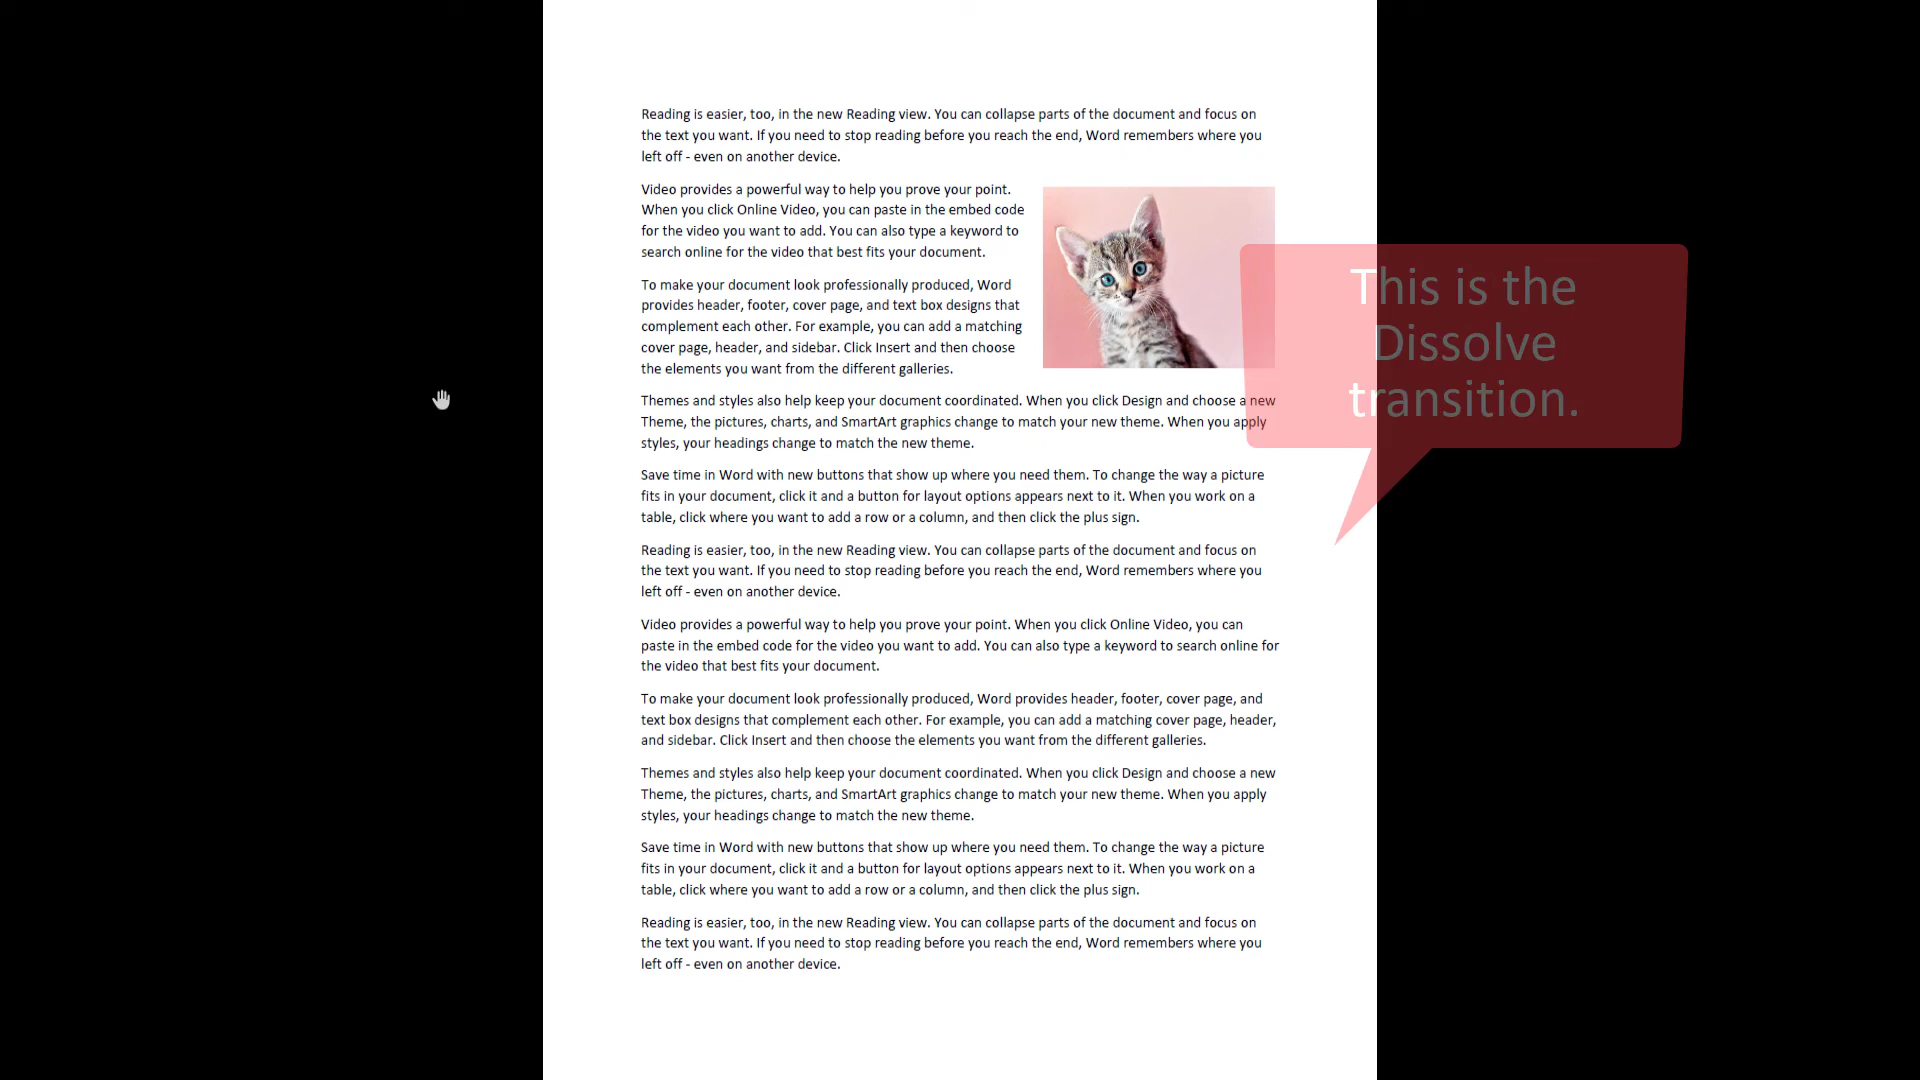 Reading is easier, too, in the new Reading view. You can collapse parts of the document and focus on
the text you want. If you need to stop reading before you reach the end, Word remembers where you
left off - even on another device.
Video provides a powerful way to help you prove your point.
When you click Online Video, you can paste in the embed code
for the video you want to add. You can also type a keyword to
search online for the video that best fits your document.
To make your document look professionally produced, Word
provides header, footer, cover page, and text box designs that
complement each other. For example, you can add a matching
cover page, header, and sidebar. Click Insert and then choose
the elements you want from the different galleries.
This is the
Dissolve
transition.
Themes and styles also help keep your document coordinated. When you click Design and choose a new
Theme, the pictures, charts, and SmartArt graphics change to match your new theme. When you apply
styles, your headings change to match the new theme.
Save time in Word with new buttons that show up where you need them. To change the way a picture
fits in your document, click it and a button for layout options appears next to it. When you work on a
table, click where you want to add a row or a column, and then click the plus sign.
Reading is easier, too, in the new Reading view. You can collapse parts of the document and focus on
the text you want. If you need to stop reading before you reach the end, Word remembers where you
left off - even on another device.
Video provides a powerful way to help you prove your point. When you click Online Video, you can
paste in the embed code for the video you want to add. You can also type a keyword to search online for
the video that best fits your document.
To make your document look professionally produced, Word provides header, footer, cover page, and
text box designs that complement each other. For example, you can add a matching cover page, header,
and sidebar. Click Insert and then choose the elements you want from the different galleries.
Themes and styles also help keep your document coordinated. When you click Design and choose a new
Theme, the pictures, charts, and SmartArt graphics change to match your new theme. When you apply
styles, your headings change to match the new theme.
Save time in Word with new buttons that show up where you need them. To change the way a picture
fits in your document, click it and a button for layout options appears next to it. When you work on a
table, click where you want to add a row or a column, and then click the plus sign.
Reading is easier, too, in the new Reading view. You can collapse parts of the document and focus on
the text you want. If you need to stop reading before you reach the end, Word remembers where you
left off - even on another device.